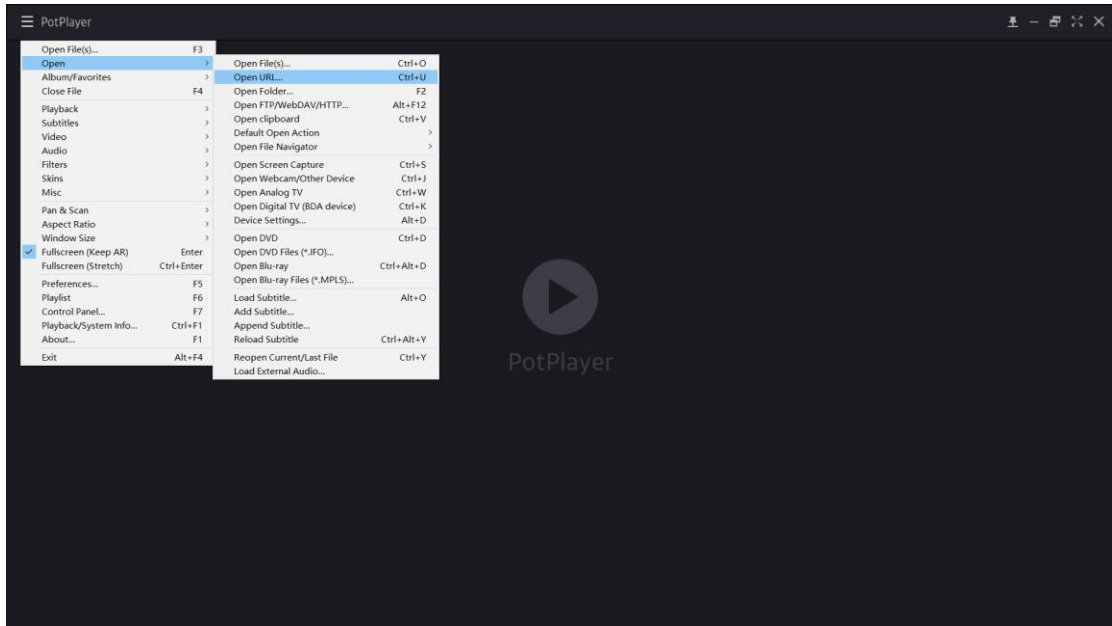 PotPlayer
Open File(s)... F3
Open
Album/Favorites
Close File F4
Playback
Subtitles
Video
Audio
Filters
Skins
Misc
Pan & Scan
Aspect Ratio
Window Size
Fullscreen (Keep AR) Enter
Fullscreen (Stretch) Ctrl+Enter
Preferences... F5
Playlist F6
Control Panel... F7
Playback/System Info... Ctrl+F1
About... F1
Exit Alt+F4
Open File(s)... Ctrl+O
Open URL... Ctrl+U
Open Folder... F2
Open FTP/WebDAV/HTTP... Alt+F12
Open clipboard Ctrl+V
Default Open Action
Open File Navigator
Open Screen Capture Ctrl+S
Open Webcam/Other Device Ctrl+J
Open Analog TV Ctrl+W
Open Digital TV (BDA device) Ctrl+K
Device Settings... Alt+D
Open DVD Ctrl+D
Open DVD Files (*.IFO)...
Open Blu-ray Ctrl+Alt+D
Open Blu-ray Files (*.MPLS)...
Load Subtitle... Alt+O
Add Subtitle...
Append Subtitle...
Reload Subtitle Ctrl+Alt+Y
Reopen Current/Last File Ctrl+Y
Load External Audio...
PotPlayer